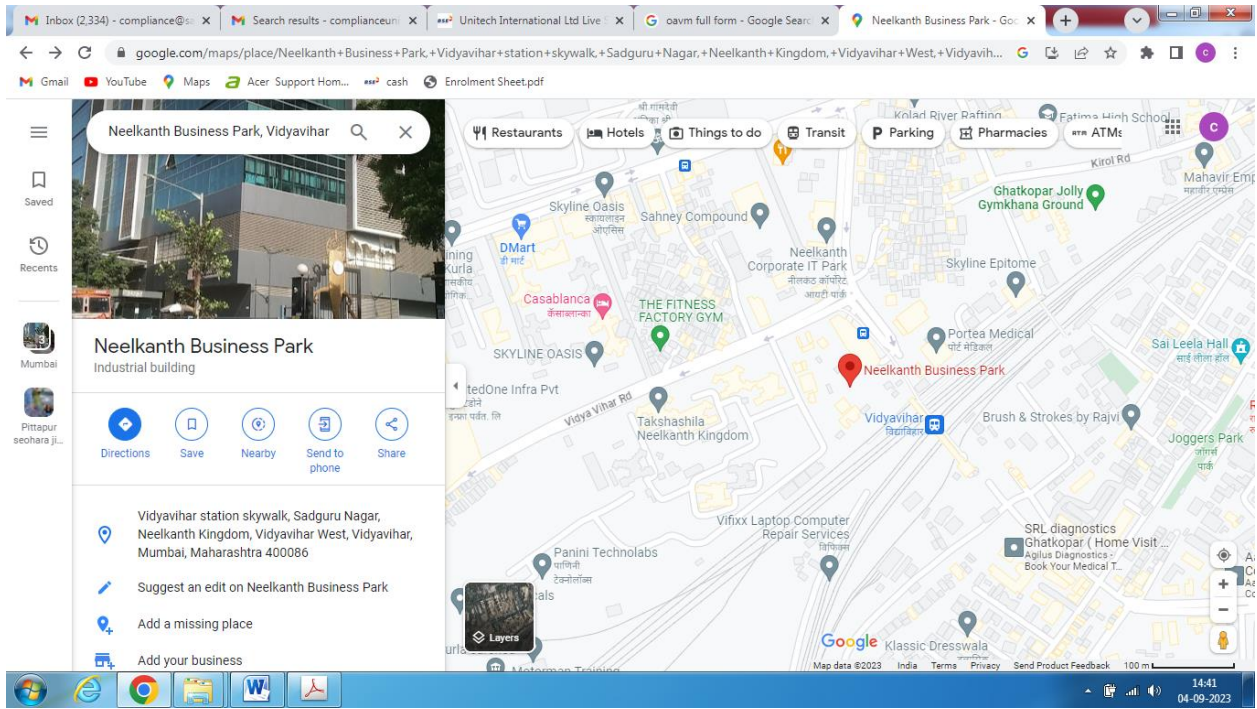 Inbox (2,334) - compliance@sa
Search results - complianceuni
Unitech International Ltd Live S
oavm full form - Google Searc
Neelkanth Business Park - Goo
google.com/maps/place/Neelkanth+Business+Park,+Vidyavihar+station+skywalk,+Sadguru+Nagar,+Neelkanth+Kingdom,+Vidyavihar+West,+Vidyavih...
Gmail
YouTube
Maps
Acer Support Hom...
cash
Enrolment Sheet.pdf
Neelkanth Business Park, Vidyavihar
Saved
Recents
Mumbai
Pittapur
seohara ji...
Neelkanth Business Park
Industrial building
Directions
Save
Nearby
Send to
phone
Share
Vidyavihar station skywalk, Sadguru Nagar,
Neelkanth Kingdom, Vidyavihar West, Vidyavihar,
Mumbai, Maharashtra 400086
Suggest an edit on Neelkanth Business Park
Add a missing place
Add your business
Restaurants
Hotels
Things to do
Transit
Parking
Pharmacies
ATMs
Kolad River Rafting
Fatima High School
Kirol Rd
Mahavir Emp
महावीर एम्पा
Ghatkopar Jolly
Gymkhana Ground
Skyline Oasis
स्कायलाइन
ओएसिस
Sahney Compound
DMart
डी मार्ट
Kurla
Neelkanth
Corporate IT Park
नीलकंठ कॉर्पोरेट
आयटी पार्क
Skyline Epitome
Casablanca
कॅसाब्लान्का
THE FITNESS
FACTORY GYM
SKYLINE OASIS
Portea Medical
पोर्ट मेडिकल
Sai Leela Hall
साई लीला हॉल
Neelkanth Business Park
tedOne Infra Pvt
Vidya Vihar Rd
Takshashila
Neelkanth Kingdom
Vidyavihar
विद्याविहार
Brush & Strokes by Rajvi
Joggers Park
जॉगर्स
पार्क
Vifixx Laptop Computer
Repair Services
विफिक्स
SRL diagnostics
Ghatkopar ( Home Visit ...
Agilus Diagnostics -
Book Your Medical T...
Panini Technolabs
पाणिनी
टेक्नोलॉब्स
Layers
Google
Klassic Dresswala
Motorman Training
Map data ©2023
India
Terms
Privacy
Send Product Feedback
100 m
14:41
04-09-2023